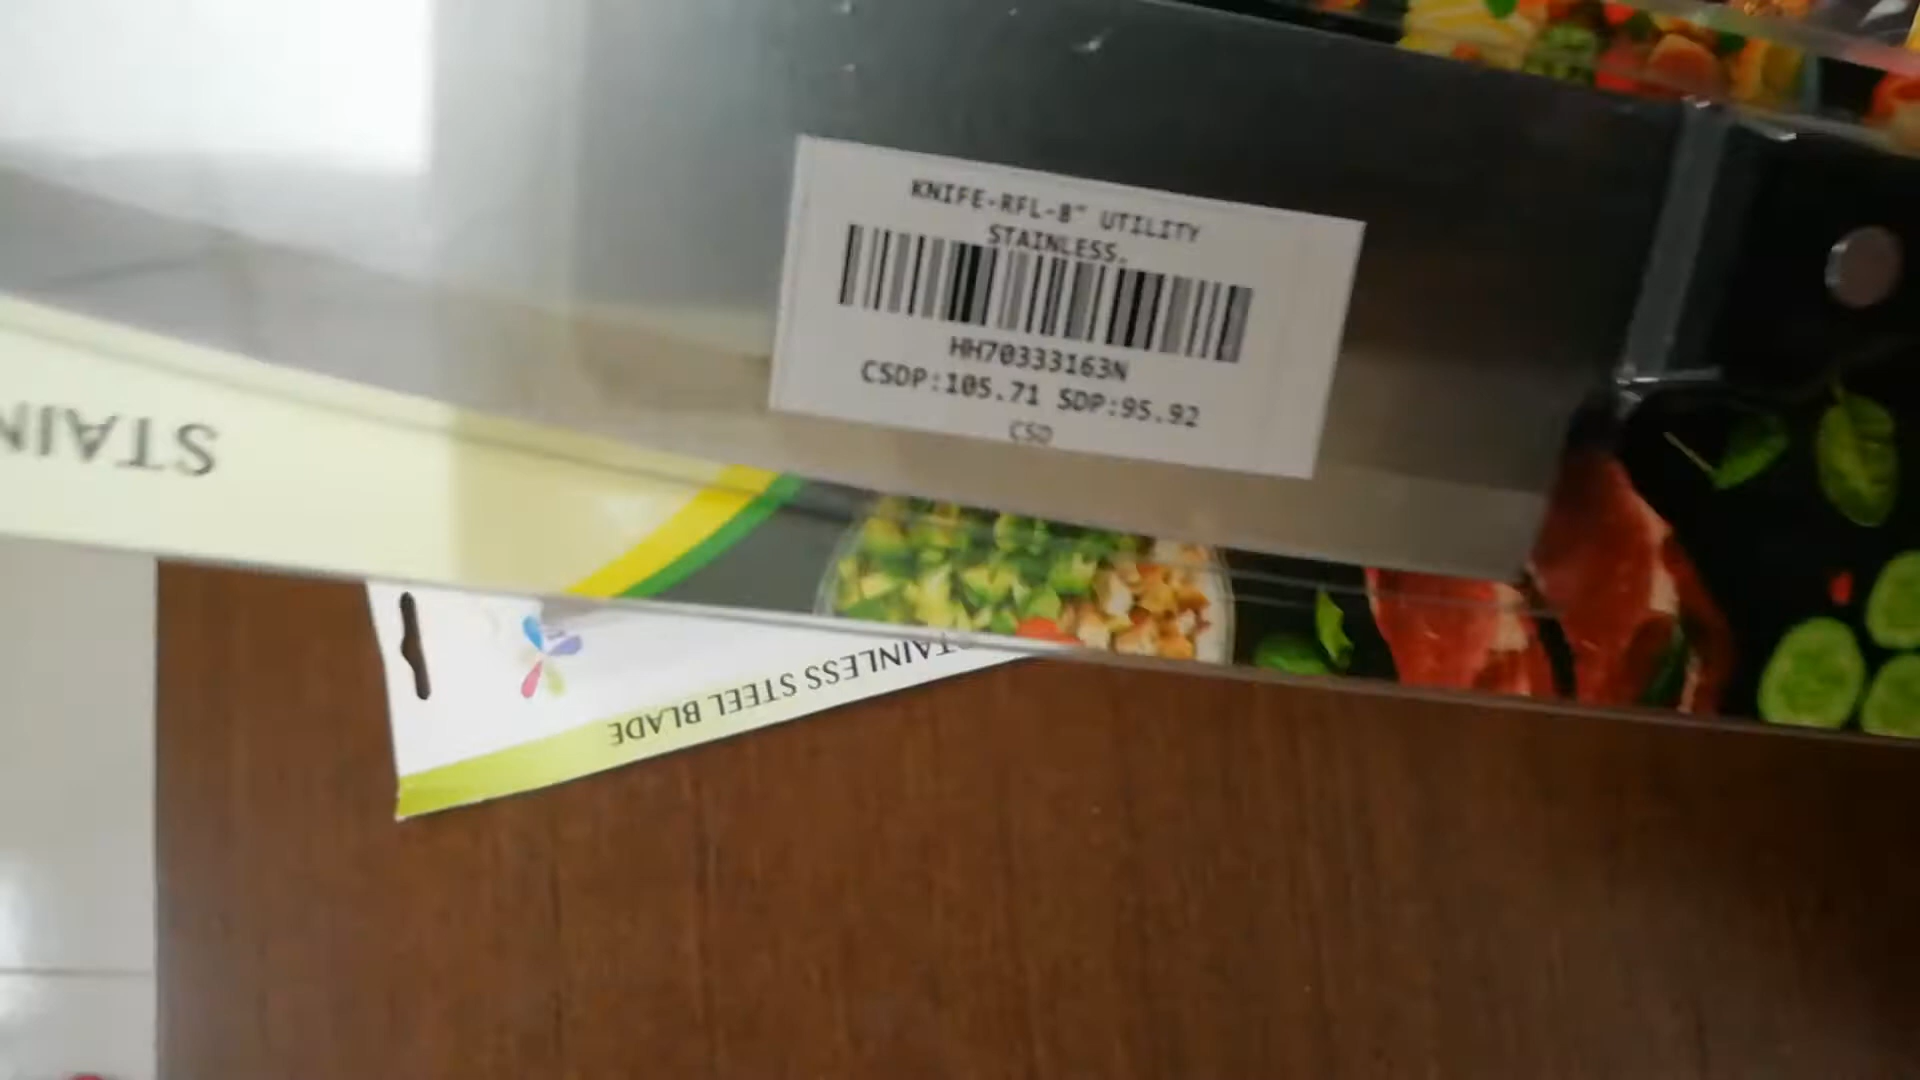 KNIFE-RFL-8" UTILITY
STAINLESS.
HH70333163N
CSDP:105.71 SDP:95.92
CSD
STAIN
STAINLESS STEEL BLADE